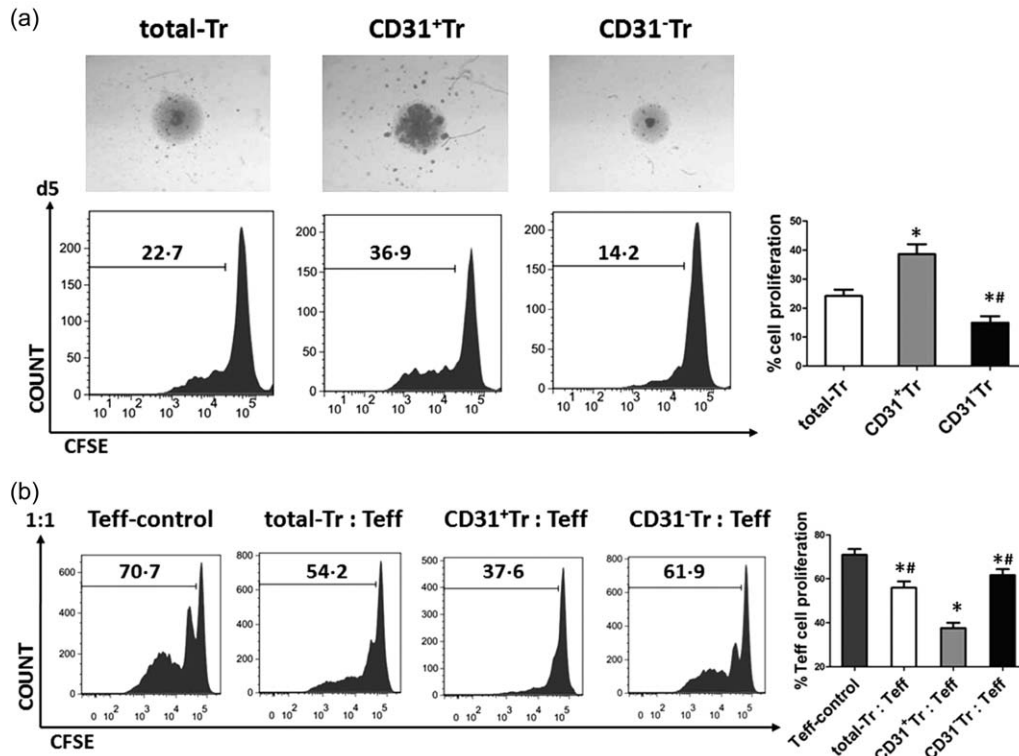 (a)
total-Tr
CD31⁺Tr
CD31⁻Tr
d5
COUNT
200
150
100
50
0
22·7
10¹ 10² 10³ 10⁴ 10⁵
200
150
100
50
0
36·9
10¹ 10² 10³ 10⁴ 10⁵
200
150
100
50
0
14·2
10¹ 10² 10³ 10⁴ 10⁵
CFSE
% cell proliferation
50
40
30
20
10
0
*
*#
total-Tr
CD31⁺Tr
CD31⁻Tr
(b)
1:1
Teff-control
total-Tr : Teff
CD31⁺Tr : Teff
CD31⁻Tr : Teff
COUNT
600
400
200
0
70·7
0 10² 10³ 10⁴ 10⁵
800
600
400
200
0
54·2
0 10² 10³ 10⁴ 10⁵
500
400
300
200
100
0
37·6
0 10² 10³ 10⁴ 10⁵
800
600
400
200
0
61·9
0 10² 10³ 10⁴ 10⁵
CFSE
% Teff cell proliferation
80
60
40
20
*#
*
*#
Teff-control
total-Tr : Teff
CD31⁺Tr : Teff
CD31⁻Tr : Teff